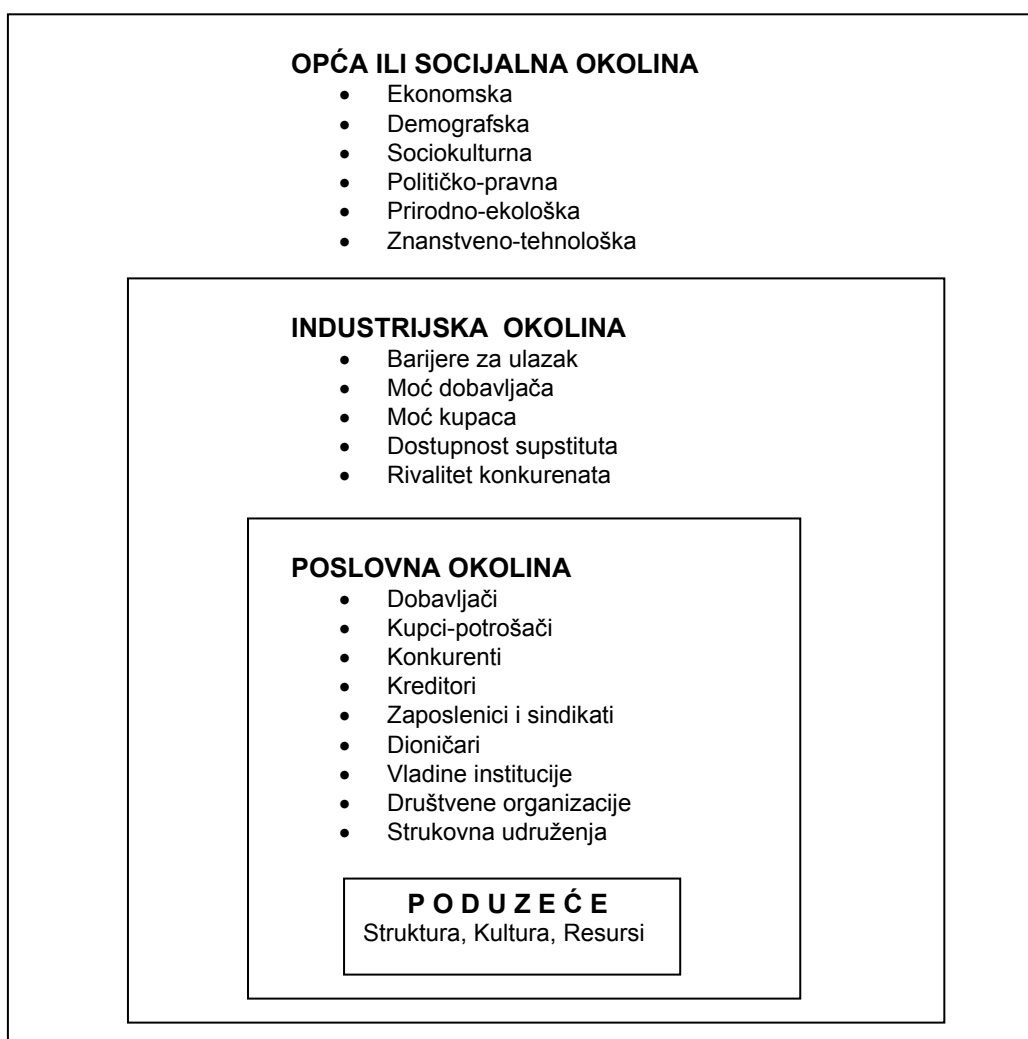 OPĆA ILI SOCIJALNA OKOLINA
• Ekonomska
• Demografska
• Sociokulturna
• Političko-pravna
• Prirodno-ekološka
• Znanstveno-tehnološka
INDUSTRIJSKA OKOLINA
• Barijere za ulazak
• Moć dobavljača
• Moć kupaca
• Dostupnost supstituta
• Rivalitet konkurenata
POSLOVNA OKOLINA
• Dobavljači
• Kupci-potrošači
• Konkurenti
• Kreditori
• Zaposlenici i sindikati
• Dioničari
• Vladine institucije
• Društvene organizacije
• Strukovna udruženja
P O D U Z E Ć E
Struktura, Kultura, Resursi